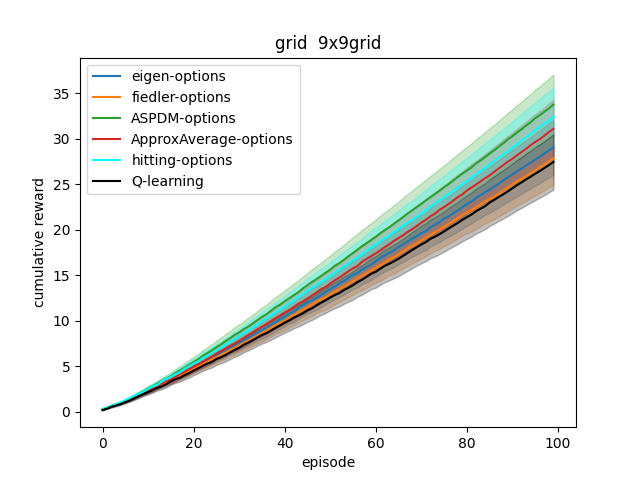 grid 9x9grid
eigen-options
fiedler-options
ASPDM-options
ApproxAverage-options
hitting-options
Q-learning
cumulative reward
35
30
25
20
15
10
5
0
0 20 40 60 80 100
episode